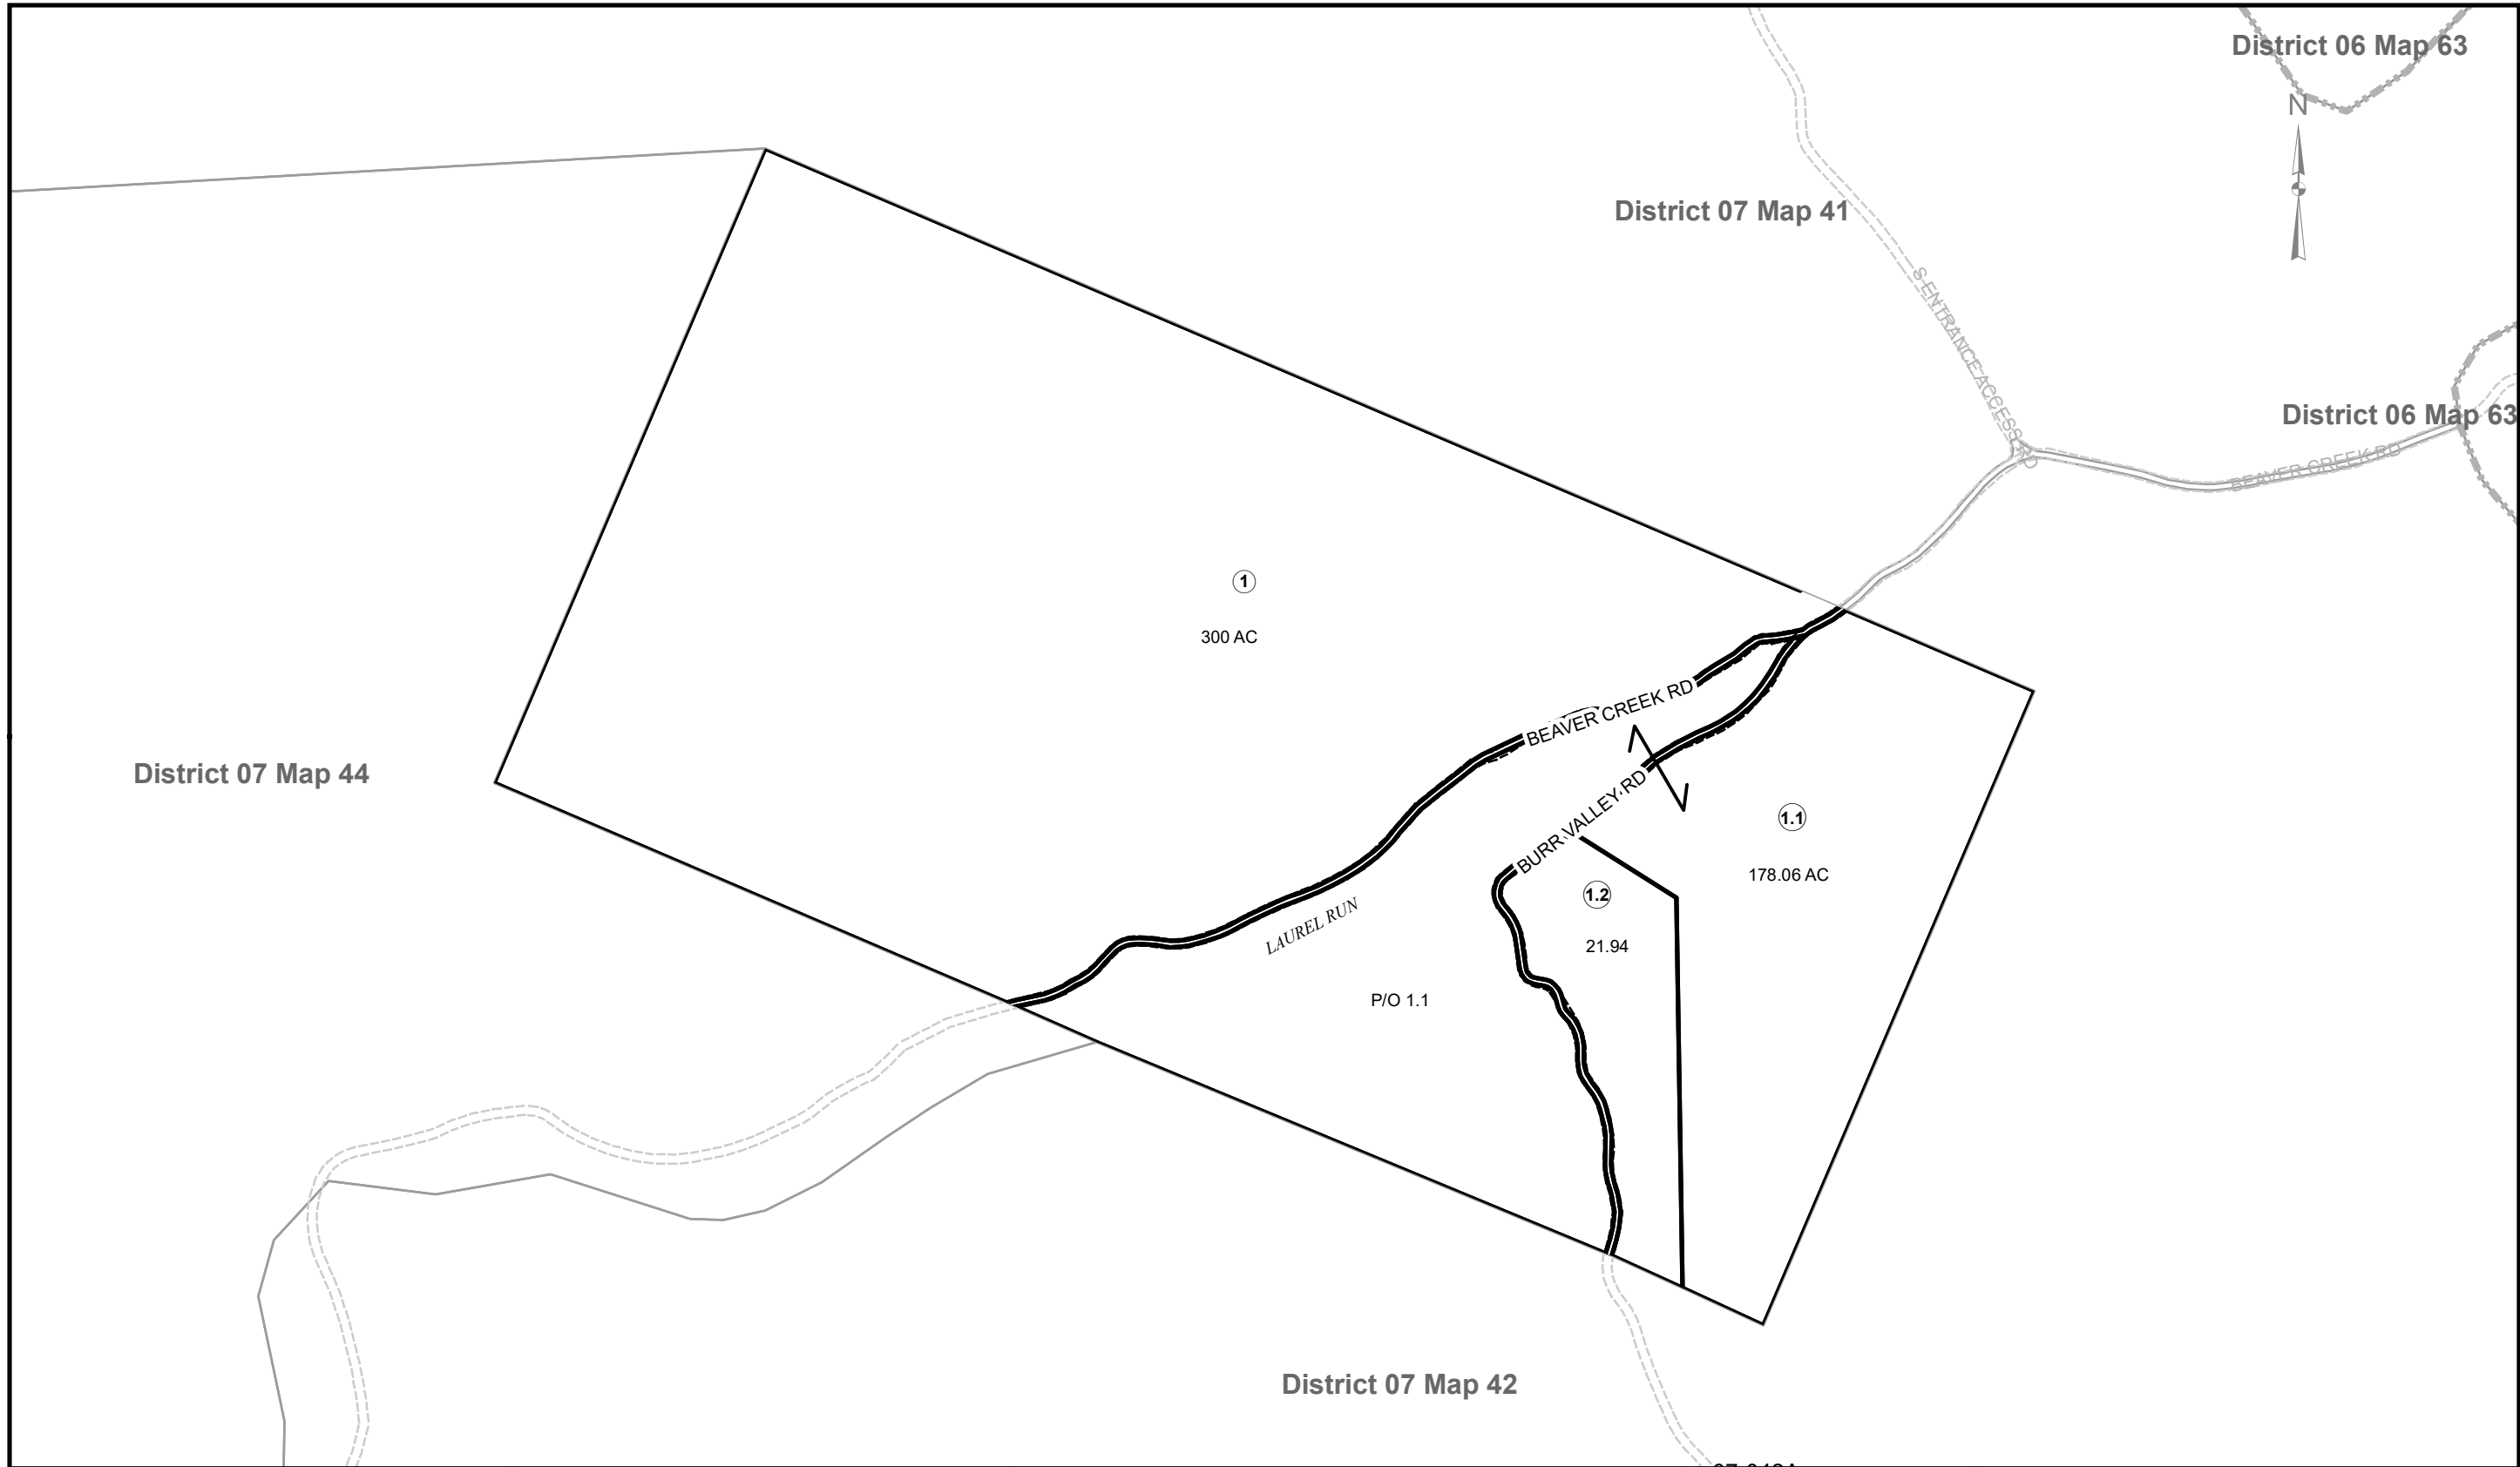 District 06 Map 63
N
District 07 Map 41
S ENTRANCE ACCESS RD
District 06 Map 63
BEAVER CREEK RD
1
300 AC
BEAVER CREEK RD
District 07 Map 44
BURR VALLEY RD
1.1
178.06 AC
1.2
21.94
LAUREL RUN
P/O 1.1
District 07 Map 42